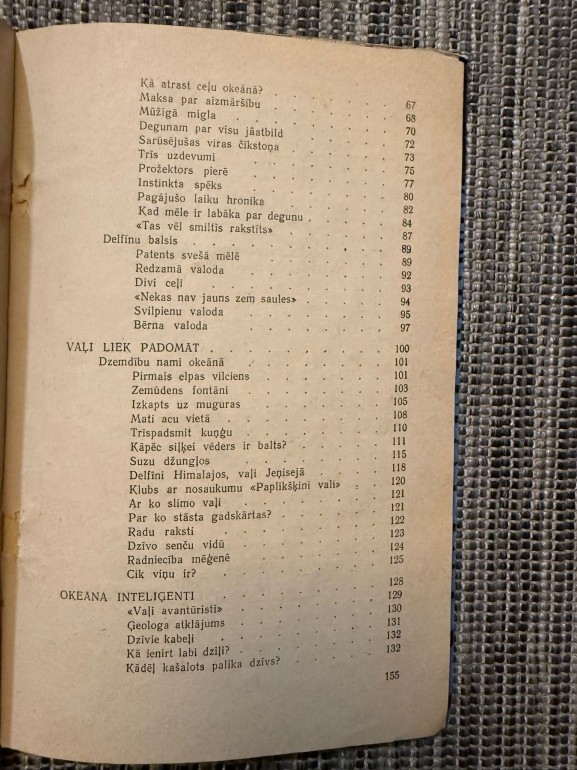 Kā atrast ceļu okeānā? . . . . . . 67
Maksa par aizmāršību . . . . . . 68
Mūžīgā migla . . . . . . 70
Degunam par visu jāatbild . . . . . 72
Sarūsējušas viras čīkstoņa . . . . . 73
Trīs uzdevumi . . . . . . 75
Prožektors pierē . . . . . . 77
Instinkta spēks . . . . . . 80
Pagājušo laiku hronika . . . . . 82
Kad mēle ir labāka par degunu . . . . . 84
«Tas vēl smiltīs rakstīts» . . . . . 87
Delfīnu balsis . . . . . . . . 89
Patents svešā mēlē . . . . . . 89
Redzamā valoda . . . . . . 92
Divi ceļi . . . . . . . 93
«Nekas nav jauns zem saules» . . . . 94
Svilpienu valoda . . . . . . 95
Bērna valoda . . . . . . 97
VAĻI LIEK PADOMĀT . . . . . . . . 100
Dzemdību nami okeānā . . . . . . 101
Pirmais elpas vilciens . . . . . . 101
Zemūdens fontāni . . . . . . 103
Izkapts uz muguras . . . . . . 105
Mati acu vietā . . . . . . 108
Trīspadsmit kuņģu . . . . . . 110
Kāpēc siļķei vēders ir balts? . . . . . 111
Suzu džungļos . . . . . . 115
Delfīni Himalajos, vaļi Jeņisejā . . . . 118
Klubs ar nosaukumu «Paplikšķini vali» . . . 120
Ar ko slimo vaļi . . . . . . 121
Par ko stāsta gadskārtas? . . . . . 121
Radu raksti . . . . . . 122
Dzīvo senču vidū . . . . . . 123
Radniecība mēģenē . . . . . . 124
Cik viņu ir? . . . . . . 125
OKEĀNA INTELIĢENTI . . . . . . . 128
«Vaļi avantūristi» . . . . . . 129
Ģeologa atklājums . . . . . . 130
Dzīvie kabeļi . . . . . . 131
Kā ienirt labi dziļi? . . . . . . 132
Kādēļ kašalots palika dzīvs? . . . . . 132
155